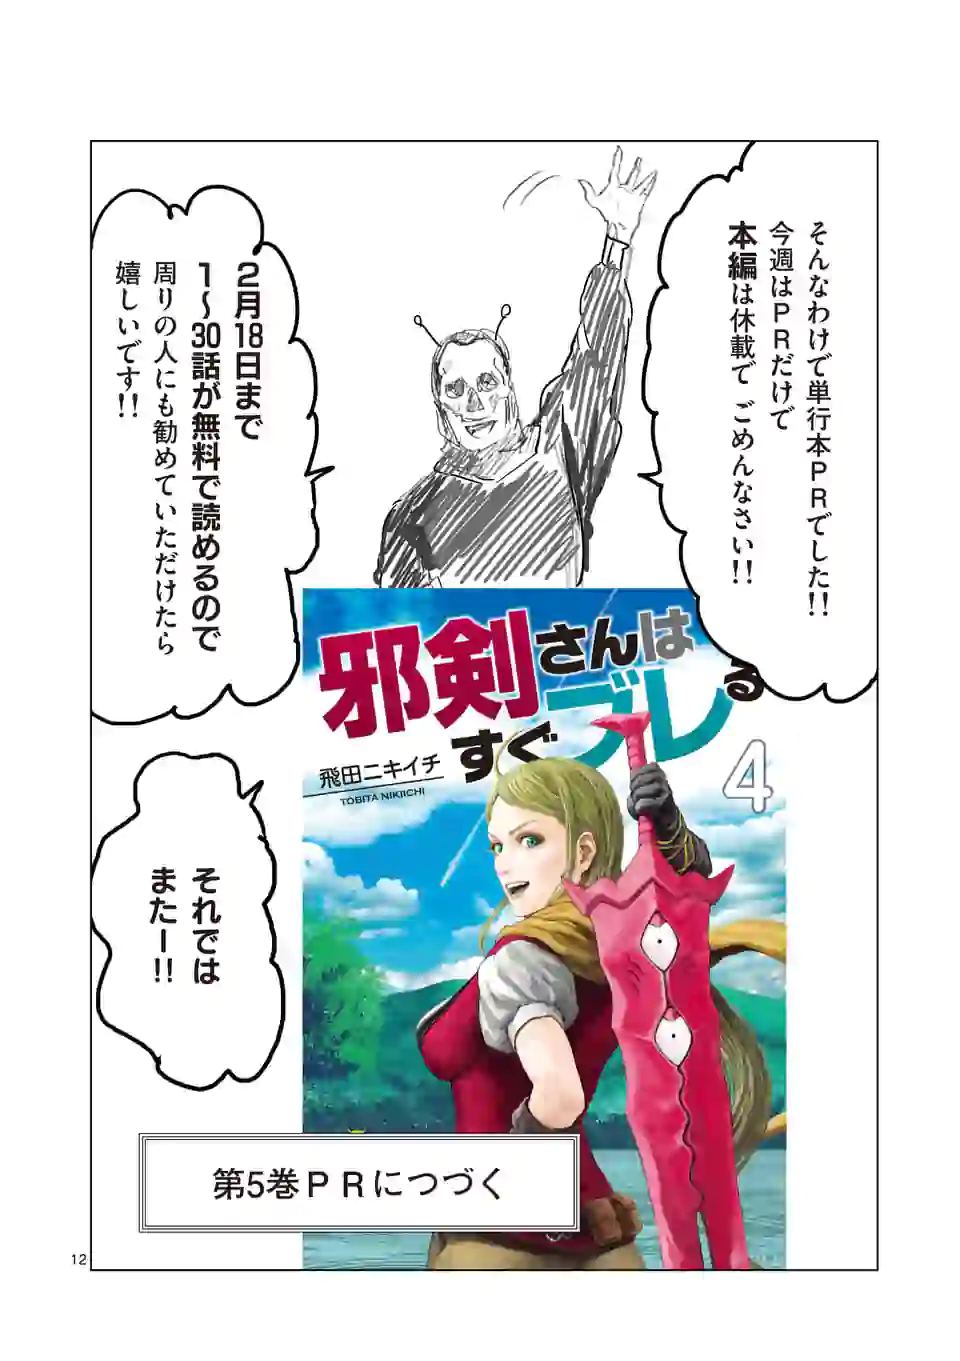 そんなわけで単行本PRでした!!
今週はPRだけで
本編は休載で ごめんなさい!!
2月18日まで
1〜30話が無料で読めるので
周りの人にも勧めていただけたら
嬉しいです!!
邪剣さんは
すぐブレる
4
飛田ニキイチ
TOBITA NIKIICHI
それでは
またー!!
第5巻PRにつづく
12